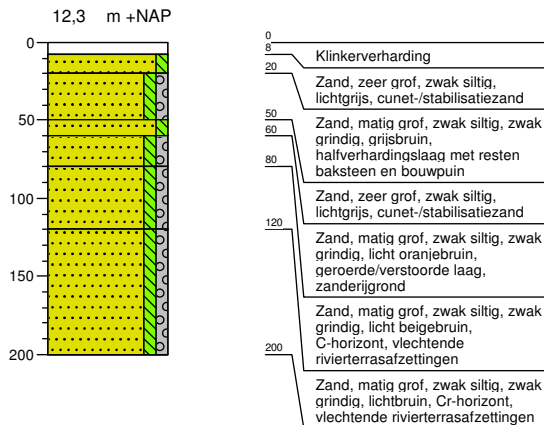 12,3 m +NAP
0
50
100
150
200
0
8
Klinkerverharding
20
Zand, zeer grof, zwak siltig,
lichtgrijs, cunet-/stabilisatiezand
50
Zand, matig grof, zwak siltig, zwak
grindig, grijsbruin,
halfverhardingslaag met resten
baksteen en bouwpuin
60
Zand, zeer grof, zwak siltig,
lichtgrijs, cunet-/stabilisatiezand
80
Zand, matig grof, zwak siltig, zwak
grindig, licht oranjebruin,
geroerde/verstoorde laag,
zanderijgrond
120
Zand, matig grof, zwak siltig, zwak
grindig, licht beigebruin,
C-horizont, vlechtende
rivierterrasafzettingen
200
Zand, matig grof, zwak siltig, zwak
grindig, lichtbruin, Cr-horizont,
vlechtende rivierterrasafzettingen